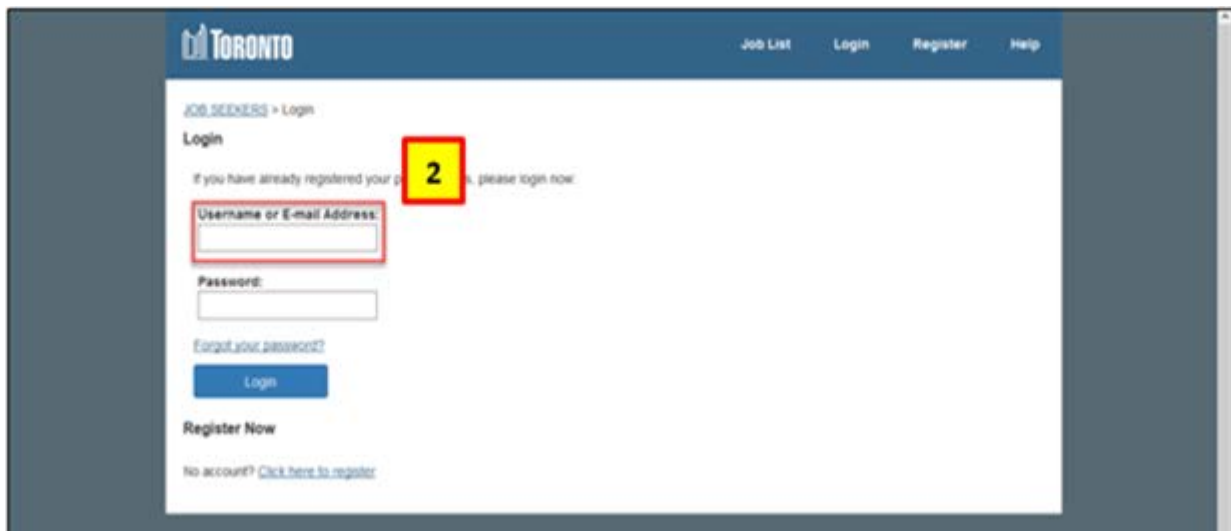 TORONTO
Job List Login Register Help
JOB SEEKERS > Login
Login
If you have already registered your p 2 s, please login now:
Username or E-mail Address:
Password:
Forgot your password?
Login
Register Now
No account? Click here to register